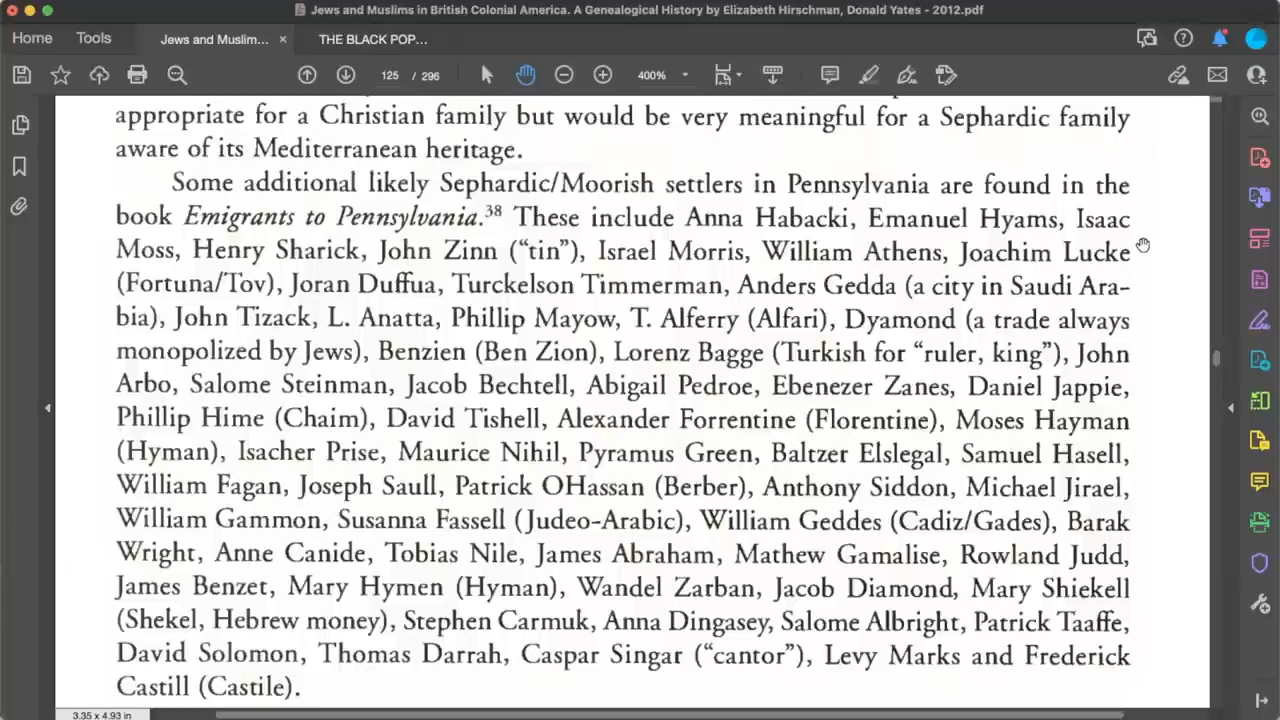 Jews and Muslims in British Colonial America. A Genealogical History by Elizabeth Hirschman, Donald Yates - 2012.pdf
Home Tools Jews and Muslim... × THE BLACK POP...
125 / 296 400%
appropriate for a Christian family but would be very meaningful for a Sephardic family
aware of its Mediterranean heritage.
Some additional likely Sephardic/Moorish settlers in Pennsylvania are found in the
book Emigrants to Pennsylvania.38 These include Anna Habacki, Emanuel Hyams, Isaac
Moss, Henry Sharick, John Zinn (“tin”), Israel Morris, William Athens, Joachim Lucke
(Fortuna/Tov), Joran Duffua, Turckelson Timmerman, Anders Gedda (a city in Saudi Ara-
bia), John Tizack, L. Anatta, Phillip Mayow, T. Alferry (Alfari), Dyamond (a trade always
monopolized by Jews), Benzien (Ben Zion), Lorenz Bagge (Turkish for “ruler, king”), John
Arbo, Salome Steinman, Jacob Bechtell, Abigail Pedroe, Ebenezer Zanes, Daniel Jappie,
Phillip Hime (Chaim), David Tishell, Alexander Forrentine (Florentine), Moses Hayman
(Hyman), Isacher Prise, Maurice Nihil, Pyramus Green, Baltzer Elslegal, Samuel Hasell,
William Fagan, Joseph Saull, Patrick OHassan (Berber), Anthony Siddon, Michael Jirael,
William Gammon, Susanna Fassell (Judeo-Arabic), William Geddes (Cadiz/Gades), Barak
Wright, Anne Canide, Tobias Nile, James Abraham, Mathew Gamalise, Rowland Judd,
James Benzet, Mary Hymen (Hyman), Wandel Zarban, Jacob Diamond, Mary Shiekell
(Shekel, Hebrew money), Stephen Carmuk, Anna Dingasey, Salome Albright, Patrick Taaffe,
David Solomon, Thomas Darrah, Caspar Singar (“cantor”), Levy Marks and Frederick
Castill (Castile).
3.35 x 4.93 in